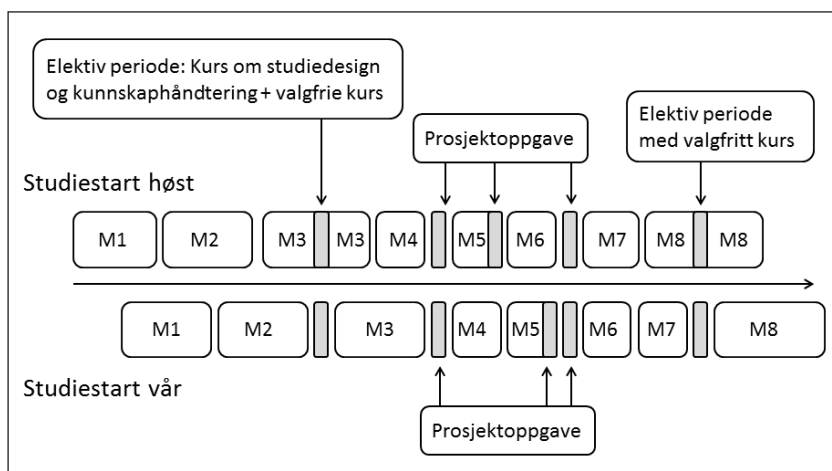 Elektiv periode: Kurs om studiedesign
og kunnskaphåndtering + valgfrie kurs
Prosjektoppgave
Elektiv periode
med valgfritt kurs
Studiestart høst
M1 M2 M3 M3 M4 M5 M6 M7 M8 M8
M1 M2 M3 M4 M5 M6 M7 M8
Studiestart vår
Prosjektoppgave